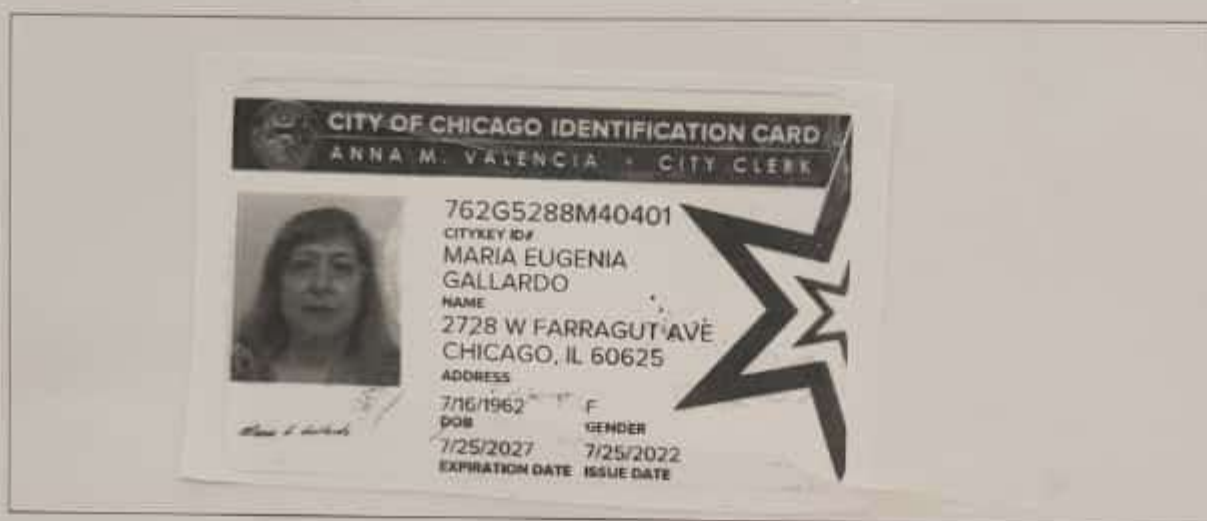 CITY OF CHICAGO IDENTIFICATION CARD
ANNA M. VALENCIA • CITY CLERK
762G5288M40401
CITYKEY ID#
MARIA EUGENIA
GALLARDO
NAME
2728 W FARRAGUT AVE
CHICAGO, IL 60625
ADDRESS
7/16/1962 F
DOB GENDER
7/25/2027 7/25/2022
EXPIRATION DATE ISSUE DATE